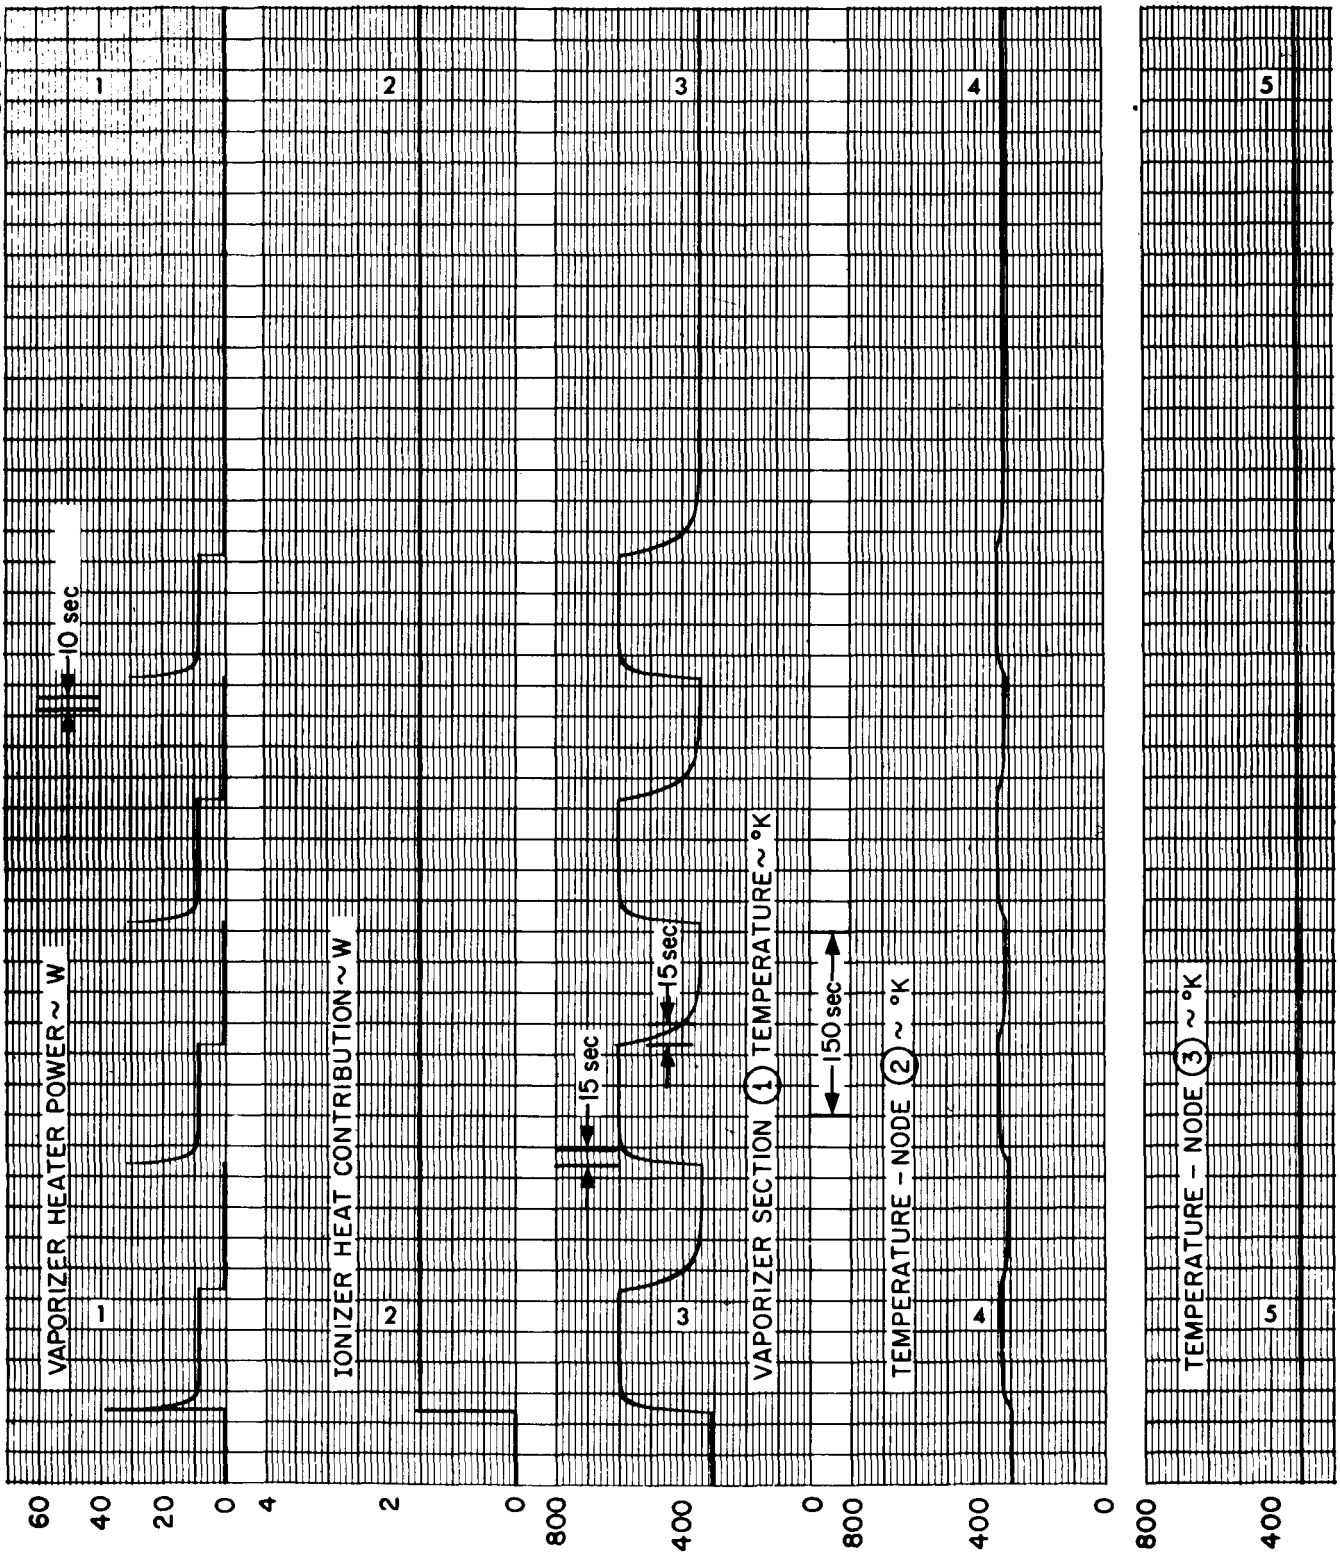 1
2
3
4
5
10 sec
VAPORIZER HEATER POWER ~ W
IONIZER HEAT CONTRIBUTION ~ W
15 sec
15 sec
VAPORIZER SECTION 1 TEMPERATURE ~ °K
150 sec
TEMPERATURE - NODE 2 ~ °K
TEMPERATURE - NODE 3 ~ °K
1
2
3
4
5
60
40
20
0
4
2
0
800
400
0
800
400
0
800
400